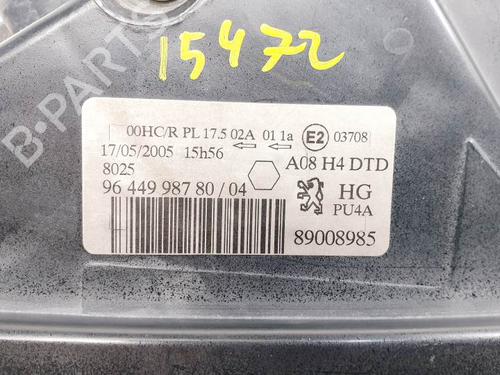 15472
00HC/R PL 17.5 02A 01 1a E2 03708
17/05/2005 15h56 A08 H4 DTD
8025
96 449 987 80 / 04 HG
PU4A
89008985